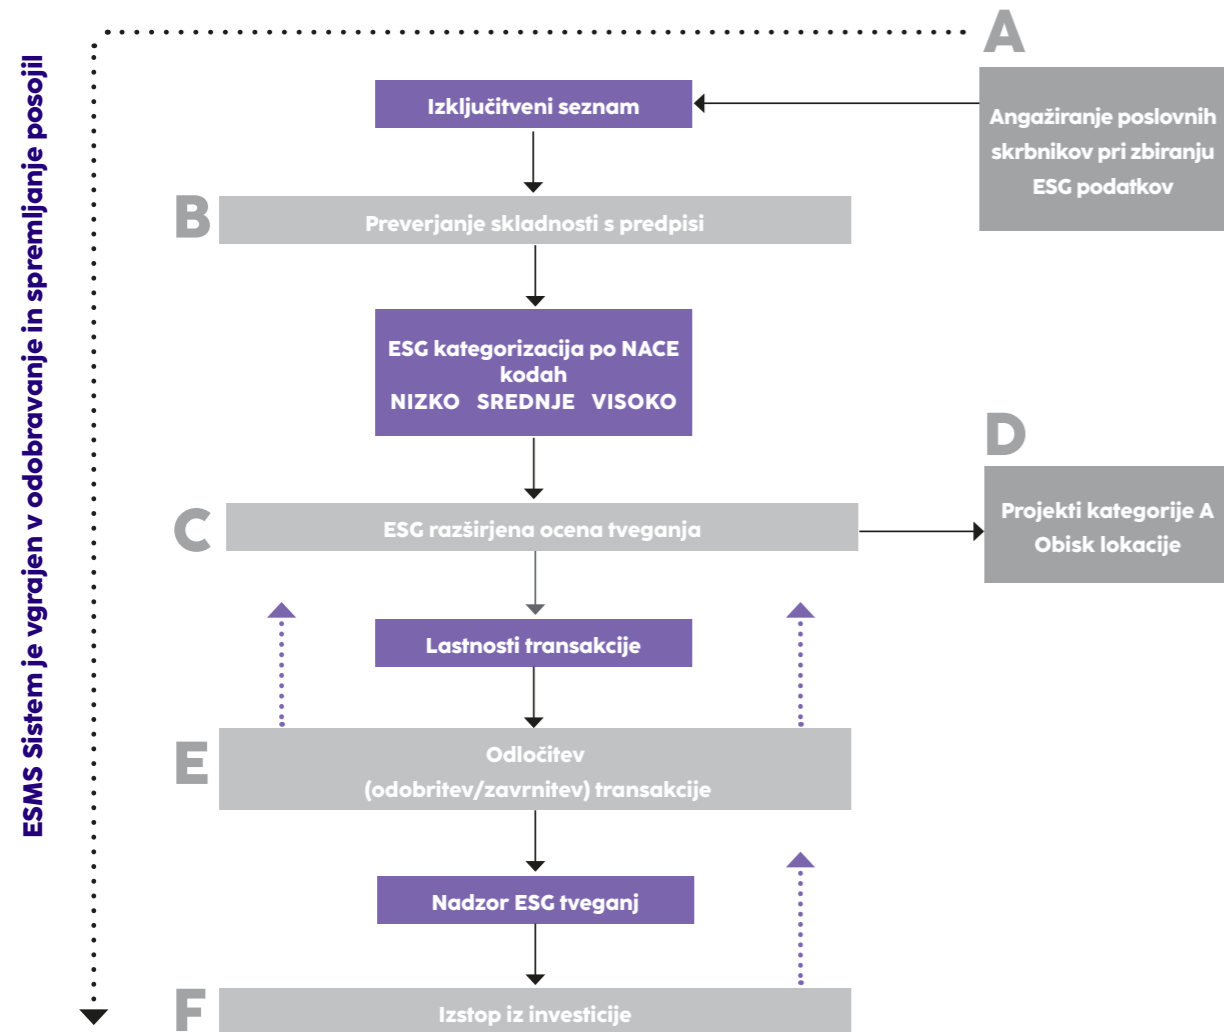 ESMS Sistem je vgrajen v odobravanje in spremljanje posojil
A
Angažiranje poslovnih
skrbnikov pri zbiranju
ESG podatkov
Izključitveni seznam
B
Preverjanje skladnosti s predpisi
ESG kategorizacija po NACE
kodah
NIZKO SREDNJE VISOKO
C
ESG razširjena ocena tveganja
D
Projekti kategorije A
Obisk lokacije
Lastnosti transakcije
E
Odločitev
(odobritev/zavrnitev) transakcije
Nadzor ESG tveganj
F
Izstop iz investicije